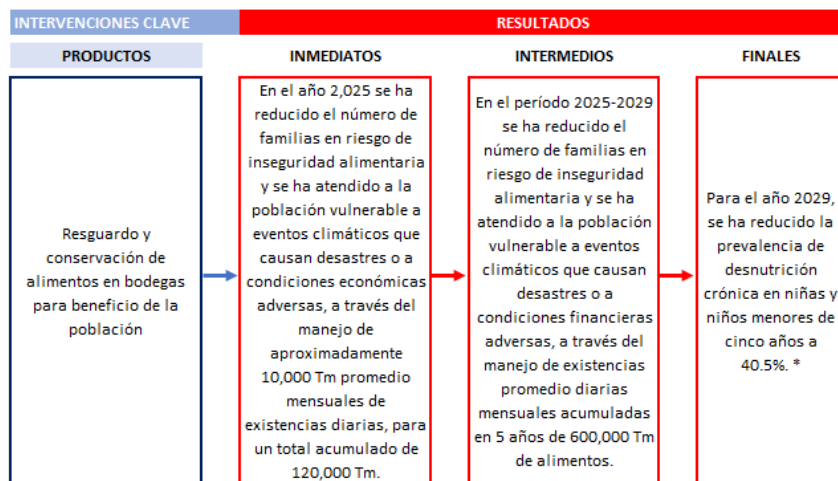 INTERVENCIONES CLAVE
RESULTADOS
PRODUCTOS
INMEDIATOS
INTERMEDIOS
FINALES
Resguardo y
conservación de
alimentos en bodegas
para beneficio de la
población
En el año 2,025 se ha
reducido el número de
familias en riesgo de
inseguridad alimentaria
y se ha atendido a la
población vulnerable a
eventos climáticos que
causan desastres o a
condiciones económicas
adversas, a través del
manejo de
aproximadamente
10,000 Tm promedio
mensuales de
existencias diarias, para
un total acumulado de
120,000 Tm.
En el período 2025-2029
se ha reducido el
número de familias en
riesgo de inseguridad
alimentaria y se ha
atendido a la población
vulnerable a eventos
climáticos que causan
desastres o a
condiciones financieras
adversas, a través del
manejo de existencias
promedio diarias
mensuales acumuladas
en 5 años de 600,000 Tm
de alimentos.
Para el año 2029,
se ha reducido la
prevalencia de
desnutrición
crónica en niñas y
niños menores de
cinco años a
40.5%. *